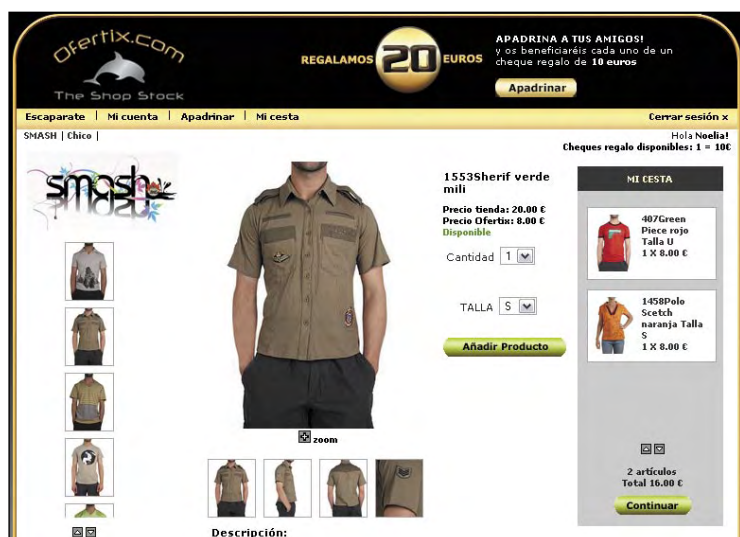 Ofertix.com
The Shop Stock
REGALAMOS 20 EUROS
APADRINA A TUS AMIGOS!
y os beneficiaréis cada uno de un
cheque regalo de 10 euros
Apadrinar
Escaparate | Mi cuenta | Apadrinar | Mi cesta
Cerrar sesión x
SMASH | Chico |
Hola Noelia!
Cheques regalo disponibles: 1 = 10€
smash
1553Sherif verde
mili
Precio tienda: 20.00 €
Precio Ofertix: 8.00 €
Disponible
Cantidad 1
TALLA S
Añadir Producto
zoom
Descripción:
MI CESTA
407Green
Piece rojo
Talla U
1 X 8.00 €
1458Polo
Scetch
naranja Talla
S
1 X 8.00 €
2 artículos
Total 16.00 €
Continuar